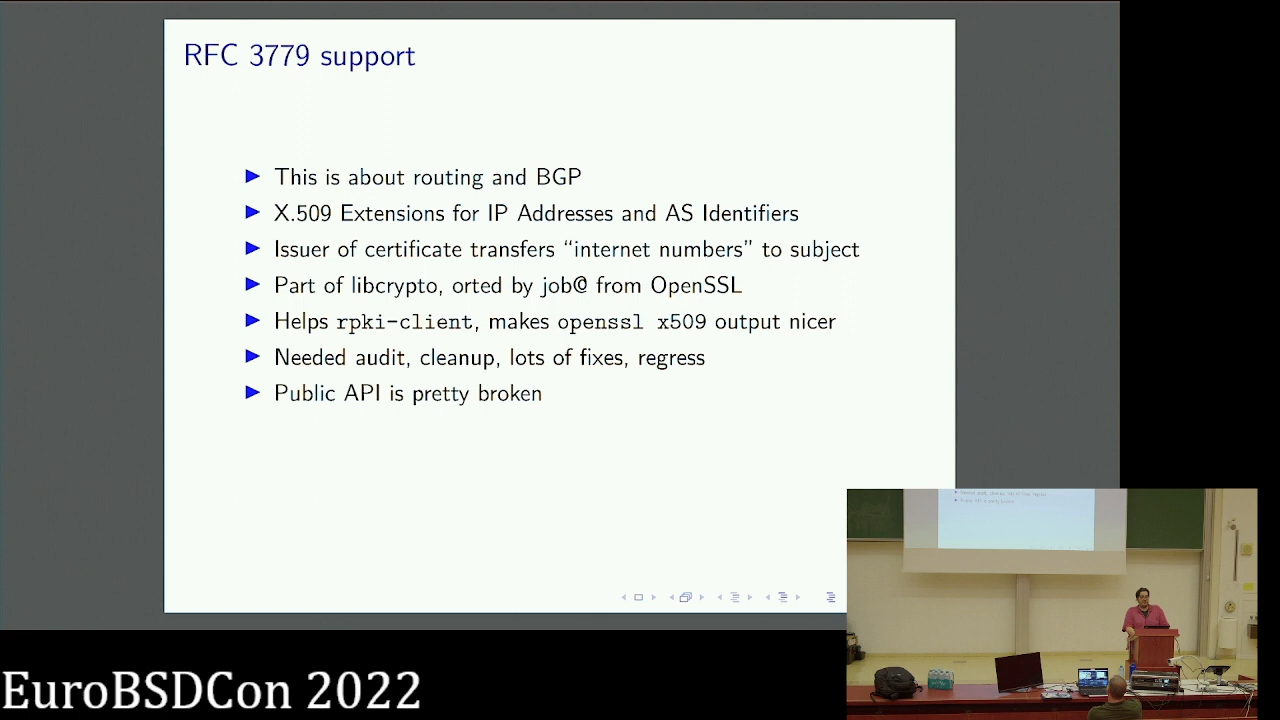 RFC 3779 support
This is about routing and BGP
X.509 Extensions for IP Addresses and AS Identifiers
Issuer of certificate transfers “internet numbers” to subject
Part of libcrypto, orted by job@ from OpenSSL
Helps rpki-client, makes openssl x509 output nicer
Needed audit, cleanup, lots of fixes, regress
Public API is pretty broken
EuroBSDCon 2022